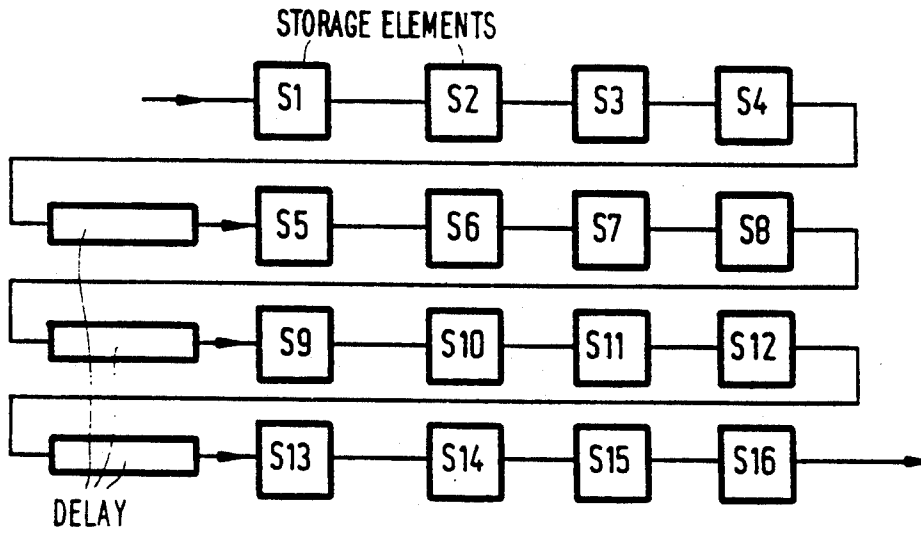 STORAGE ELEMENTS
S1 S2 S3 S4
S5 S6 S7 S8
S9 S10 S11 S12
S13 S14 S15 S16
DELAY